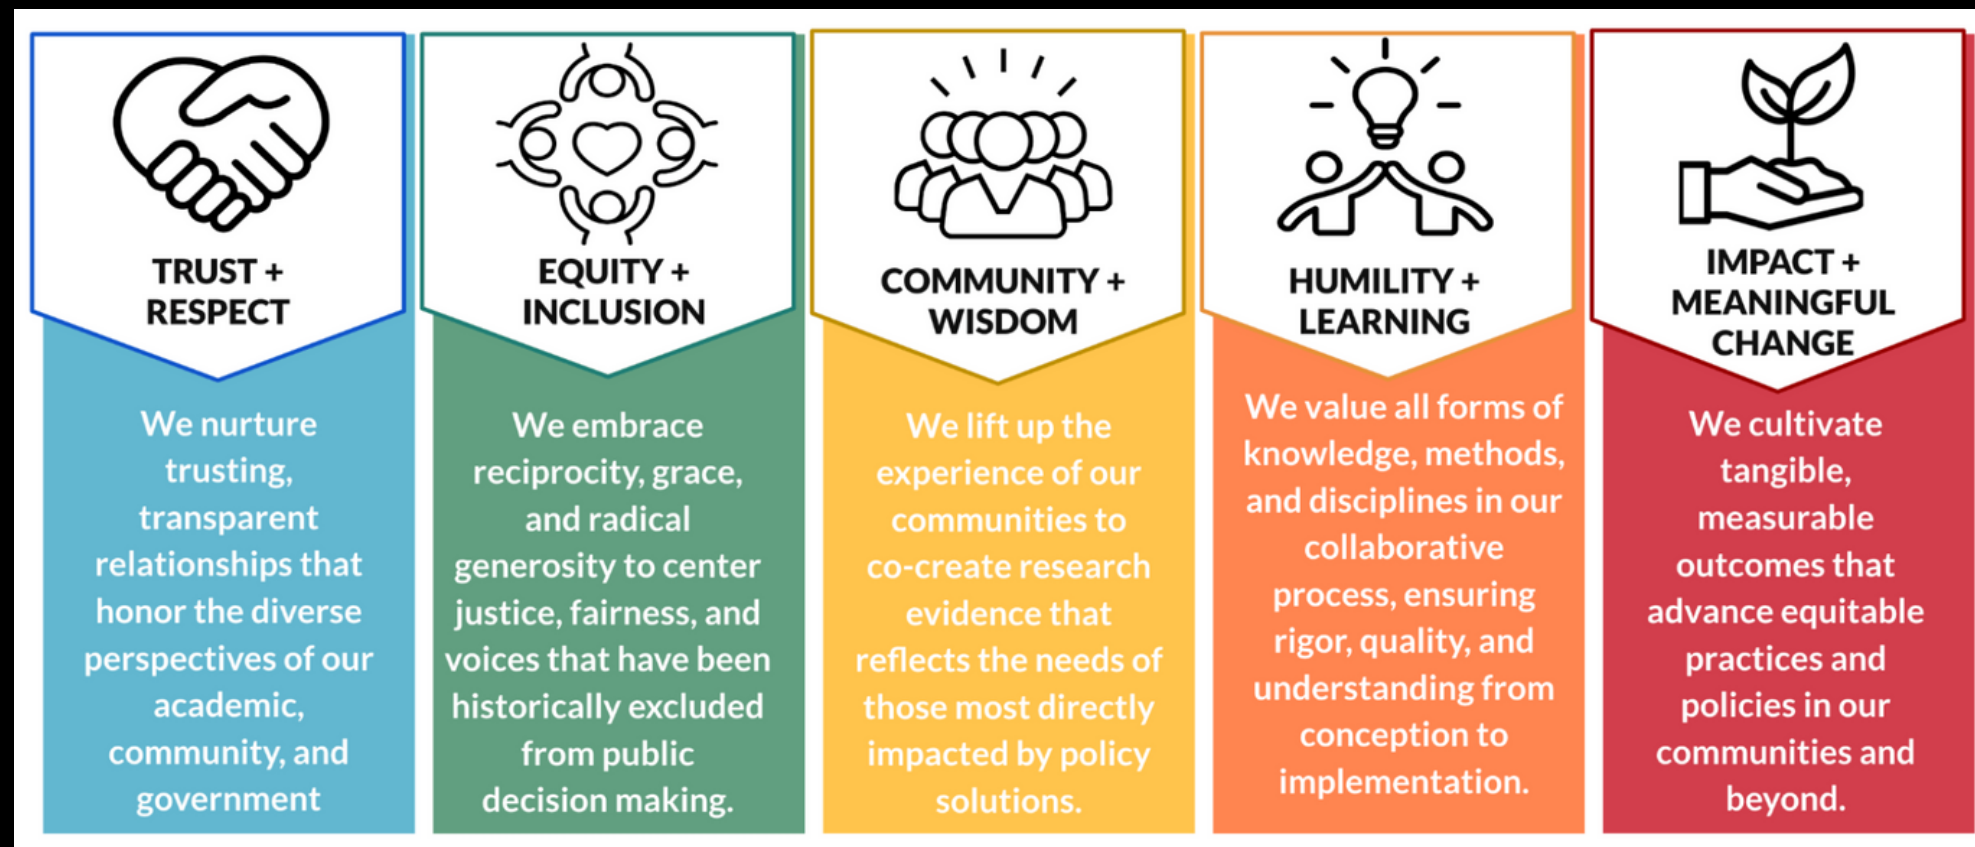 TRUST +
RESPECT
We nurture
trusting,
transparent
relationships that
honor the diverse
perspectives of our
academic,
community, and
government
EQUITY +
INCLUSION
We embrace
reciprocity, grace,
and radical
generosity to center
justice, fairness, and
voices that have been
historically excluded
from public
decision making.
COMMUNITY +
WISDOM
We lift up the
experience of our
communities to
co-create research
evidence that
reflects the needs of
those most directly
impacted by policy
solutions.
HUMILITY +
LEARNING
We value all forms of
knowledge, methods,
and disciplines in our
collaborative
process, ensuring
rigor, quality, and
understanding from
conception to
implementation.
IMPACT +
MEANINGFUL
CHANGE
We cultivate
tangible,
measurable
outcomes that
advance equitable
practices and
policies in our
communities and
beyond.